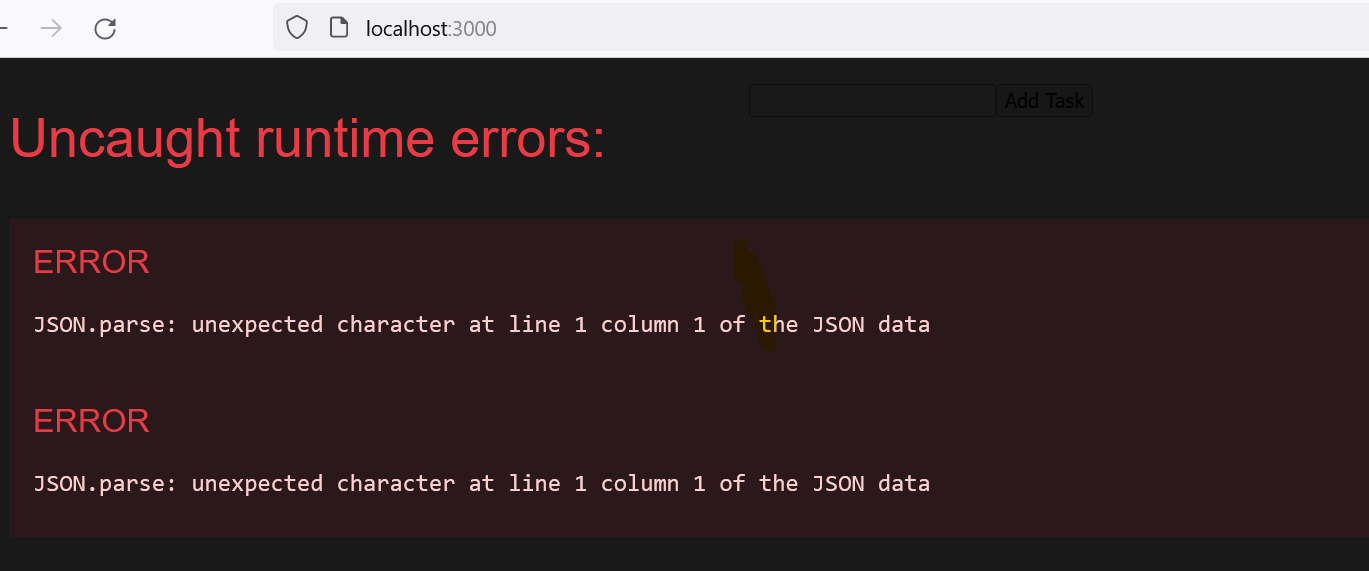 localhost:3000
Add Task
Uncaught runtime errors:
ERROR
JSON.parse: unexpected character at line 1 column 1 of the JSON data
ERROR
JSON.parse: unexpected character at line 1 column 1 of the JSON data